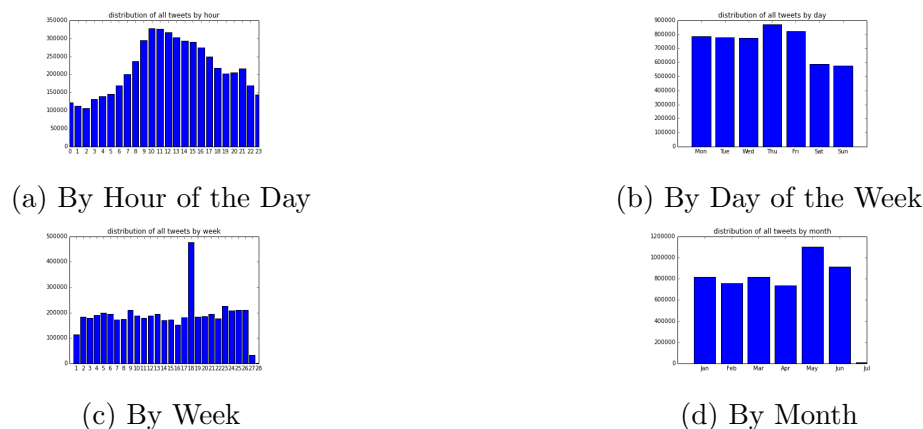 distribution of all tweets by hour
350000
300000
250000
200000
150000
100000
50000
0
0 1 2 3 4 5 6 7 8 9 10 11 12 13 14 15 16 17 18 19 20 21 22 23
(a) By Hour of the Day
distribution of all tweets by day
900000
800000
700000
600000
500000
400000
300000
200000
100000
0
Mon Tue Wed Thu Fri Sat Sun
(b) By Day of the Week
distribution of all tweets by week
500000
400000
300000
200000
100000
0
1 2 3 4 5 6 7 8 9 10 11 12 13 14 15 16 17 18 19 20 21 22 23 24 25 26 27 28
(c) By Week
distribution of all tweets by month
1200000
1000000
800000
600000
400000
200000
0
Jan Feb Mar Apr May Jun Jul
(d) By Month